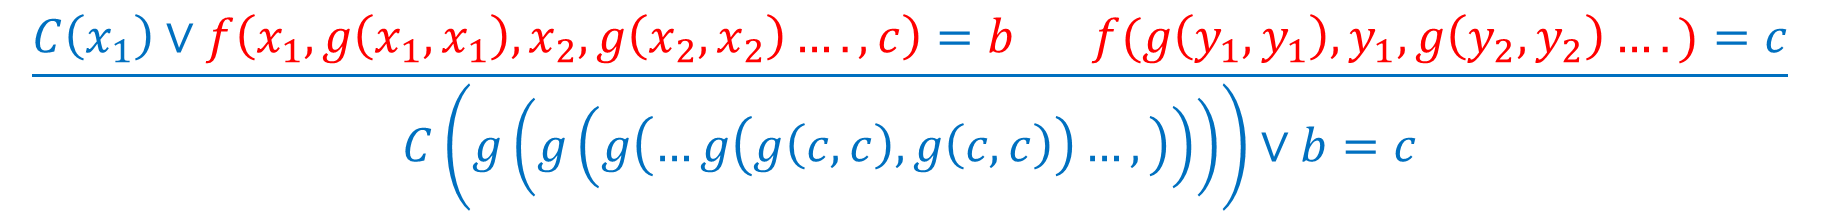 C(x₁) ∨ f(x₁, g(x₁, x₁), x₂, g(x₂, x₂) … . , c) = b f(g(y₁, y₁), y₁, g(y₂, y₂) … . ) = c
C(g(g(g(… g(g(c, c), g(c, c)) … , )))) ∨ b = c